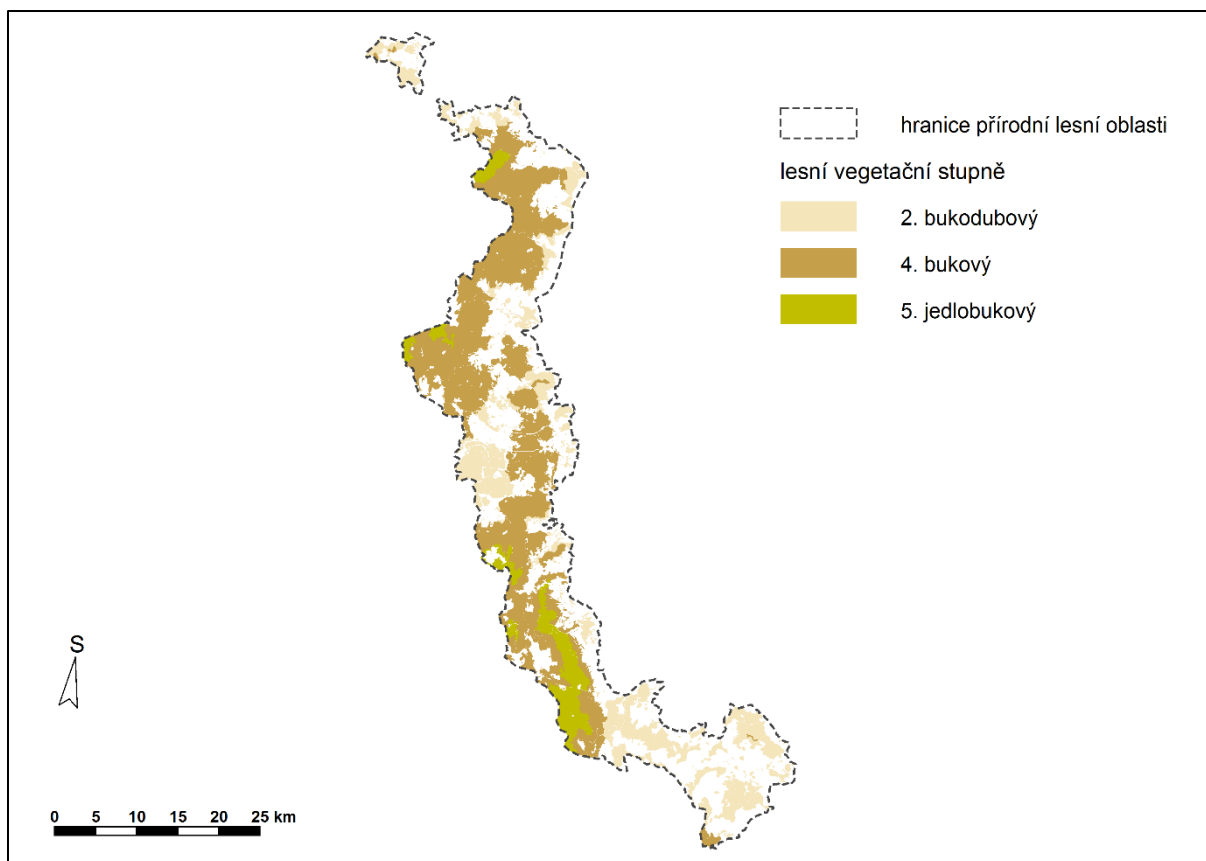 hranice přírodní lesní oblasti
lesní vegetační stupně
2. bukodubový
4. bukový
5. jedlobukový
S
0 5 10 15 20 25 km